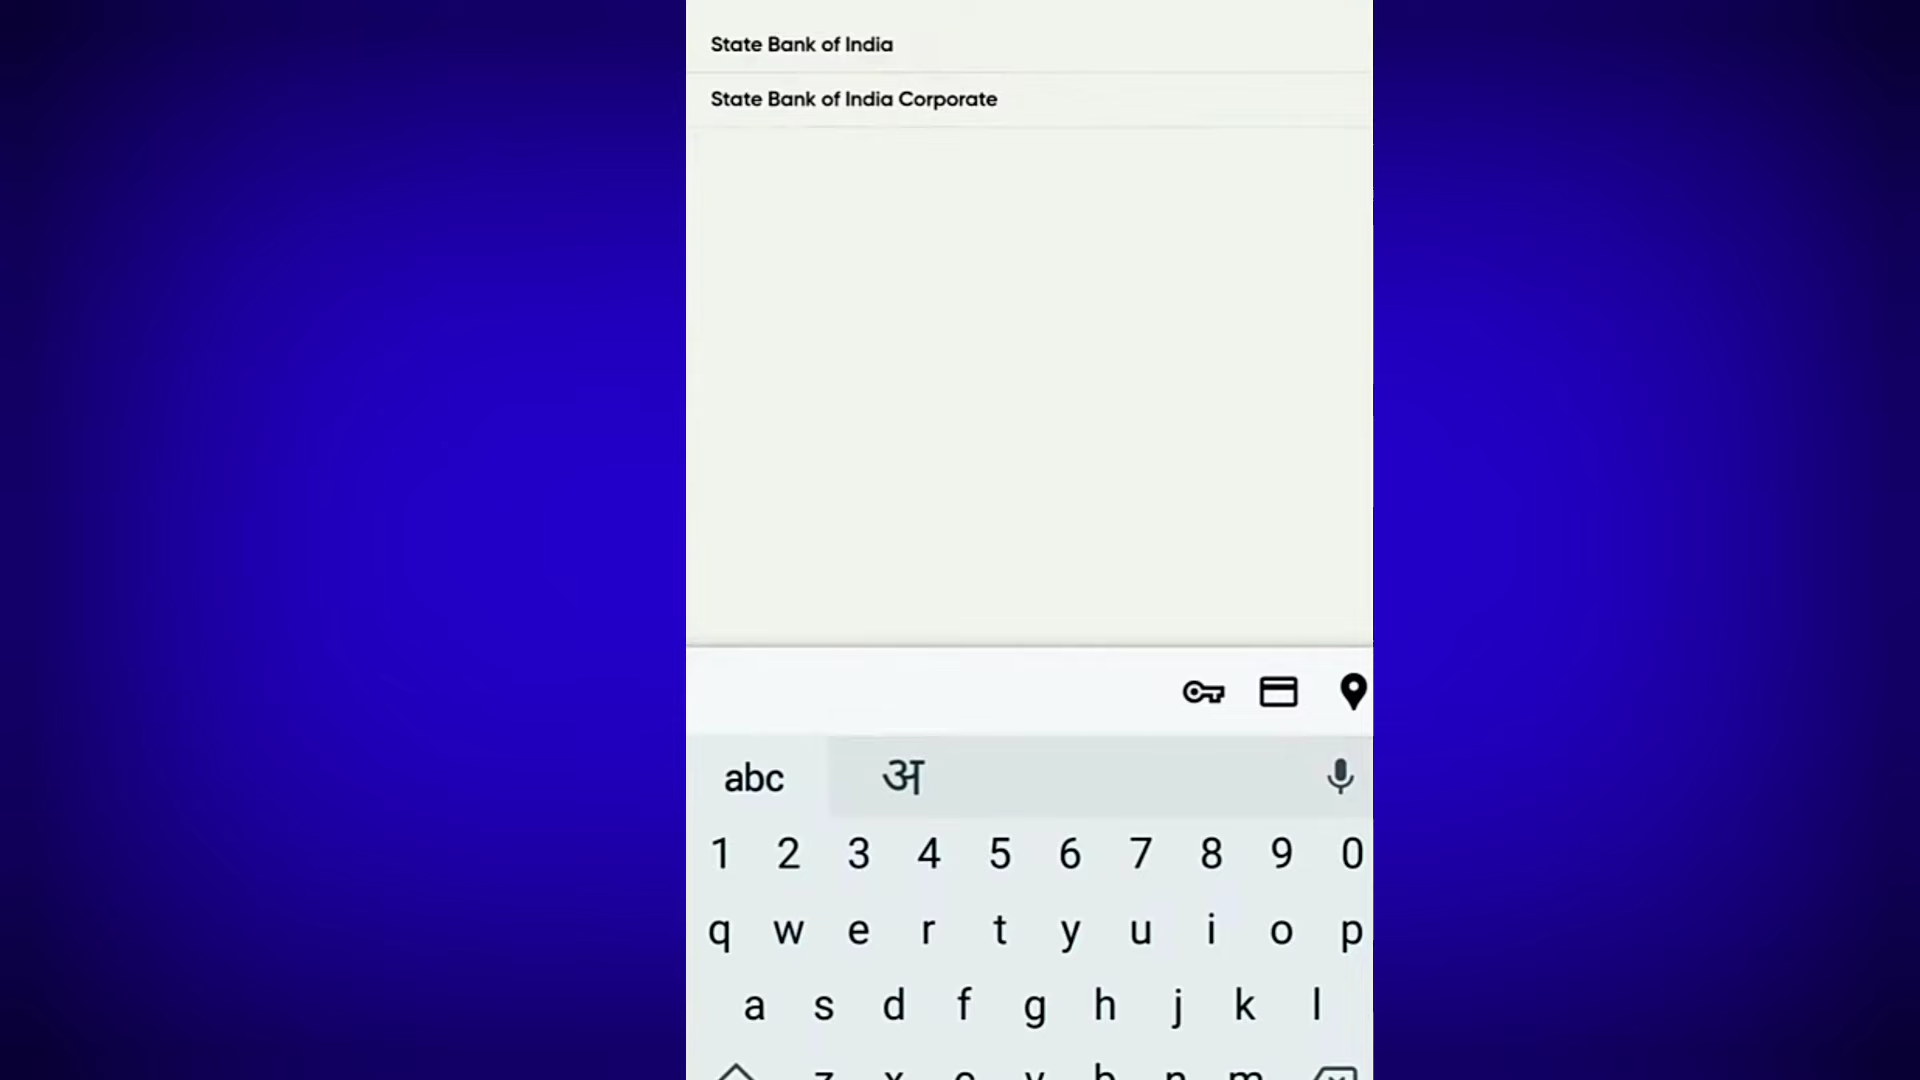 State Bank of India
State Bank of India Corporate
abc अ
1 2 3 4 5 6 7 8 9 0
q w e r t y u i o p
a s d f g h j k l
z x c v b n m